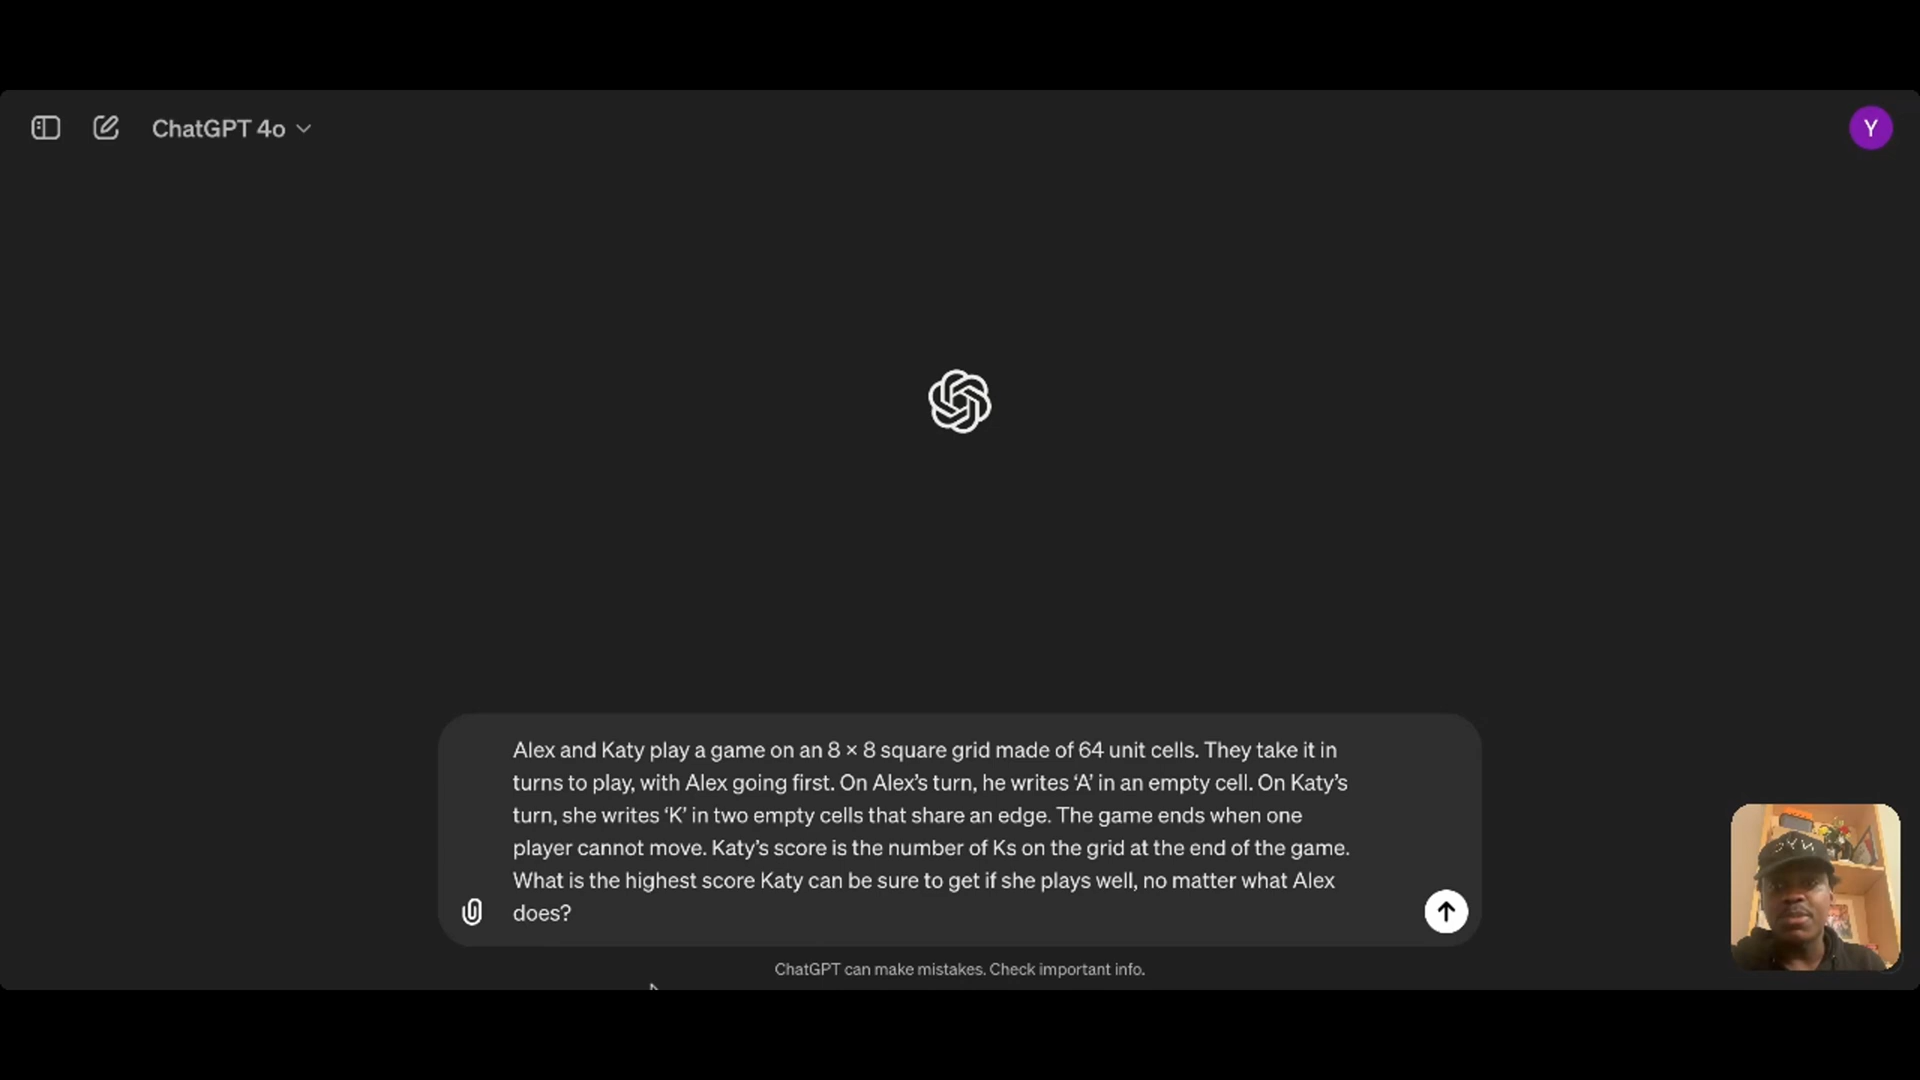 ChatGPT 4o
Y
Alex and Katy play a game on an 8 × 8 square grid made of 64 unit cells. They take it in
turns to play, with Alex going first. On Alex’s turn, he writes ‘A’ in an empty cell. On Katy’s
turn, she writes ‘K’ in two empty cells that share an edge. The game ends when one
player cannot move. Katy’s score is the number of Ks on the grid at the end of the game.
What is the highest score Katy can be sure to get if she plays well, no matter what Alex
does?
ChatGPT can make mistakes. Check important info.